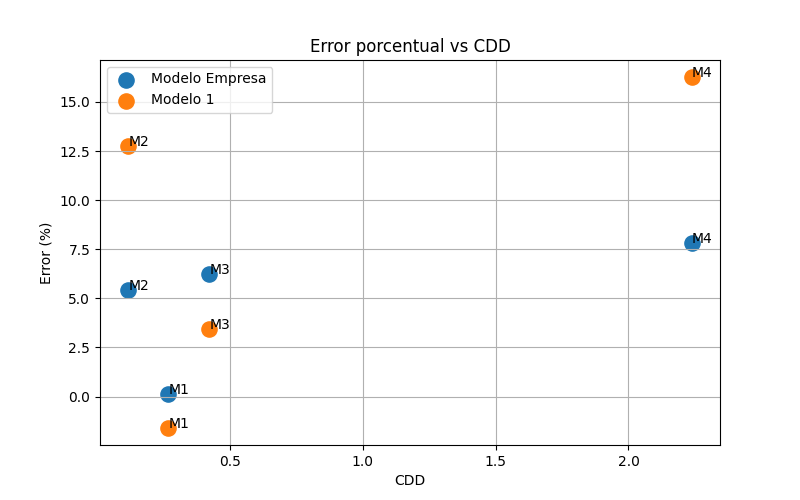 Error porcentual vs CDD
Modelo Empresa
Modelo 1
M4
M2
M4
M3
M2
M3
M1
M1
15.0
12.5
10.0
7.5
5.0
2.5
0.0
Error (%)
0.5
1.0
1.5
2.0
CDD